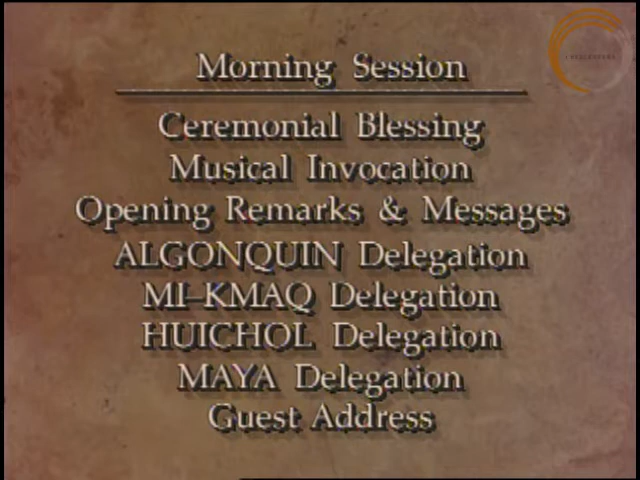 Morning Session
Ceremonial Blessing
Musical Invocation
Opening Remarks & Messages
ALGONQUIN Delegation
MI-KMAQ Delegation
HUICHOL Delegation
MAYA Delegation
Guest Address